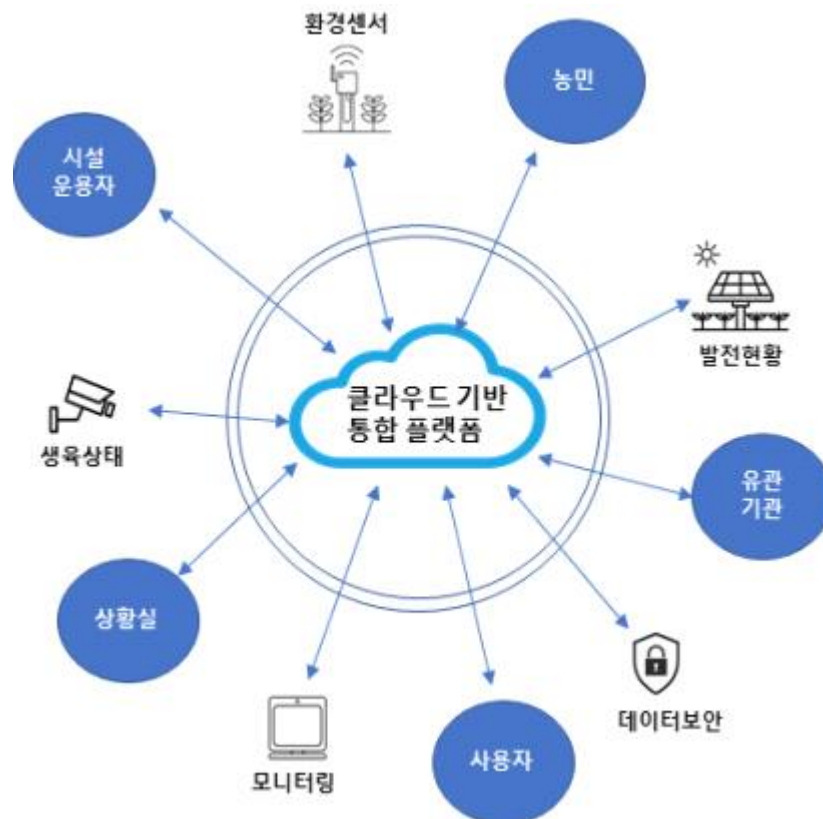 환경센서
농민
시설
운용자
발전현황
클라우드 기반
통합 플랫폼
생육상태
유관
기관
상황실
데이터보안
모니터링
사용자